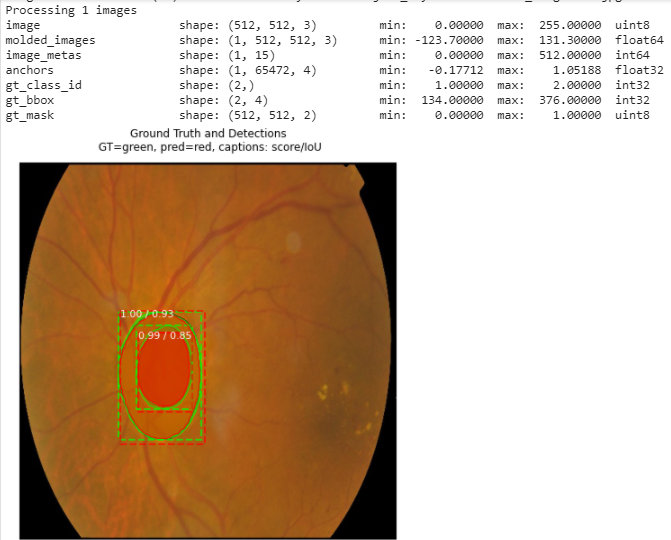 Processing 1 images
image shape: (512, 512, 3) min: 0.00000 max: 255.00000 uint8
molded_images shape: (1, 512, 512, 3) min: -123.70000 max: 131.30000 float64
image_metas shape: (1, 15) min: 0.00000 max: 512.00000 int64
anchors shape: (1, 65472, 4) min: -0.17712 max: 1.05188 float32
gt_class_id shape: (2,) min: 1.00000 max: 2.00000 int32
gt_bbox shape: (2, 4) min: 134.00000 max: 376.00000 int32
gt_mask shape: (512, 512, 2) min: 0.00000 max: 1.00000 uint8
Ground Truth and Detections
GT=green, pred=red, captions: score/IoU
1.00 / 0.93
0.99 / 0.85